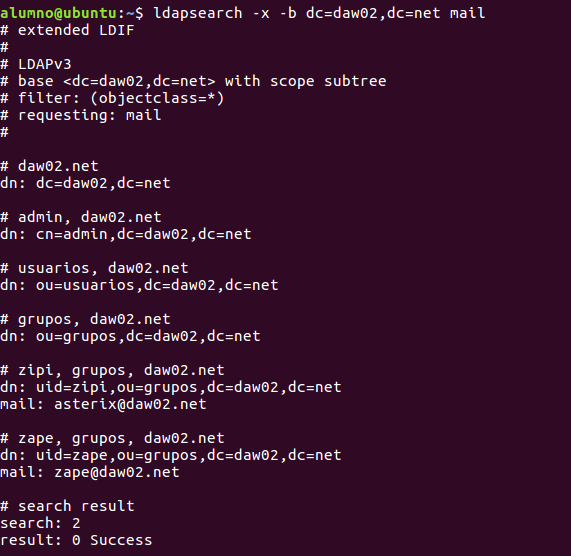 alumno@ubuntu:~$ ldapsearch -x -b dc=daw02,dc=net mail
# extended LDIF
#
# LDAPv3
# base <dc=daw02,dc=net> with scope subtree
# filter: (objectclass=*)
# requesting: mail
#

# daw02.net
dn: dc=daw02,dc=net

# admin, daw02.net
dn: cn=admin,dc=daw02,dc=net

# usuarios, daw02.net
dn: ou=usuarios,dc=daw02,dc=net

# grupos, daw02.net
dn: ou=grupos,dc=daw02,dc=net

# zipi, grupos, daw02.net
dn: uid=zipi,ou=grupos,dc=daw02,dc=net
mail: asterix@daw02.net

# zape, grupos, daw02.net
dn: uid=zape,ou=grupos,dc=daw02,dc=net
mail: zape@daw02.net

# search result
search: 2
result: 0 Success